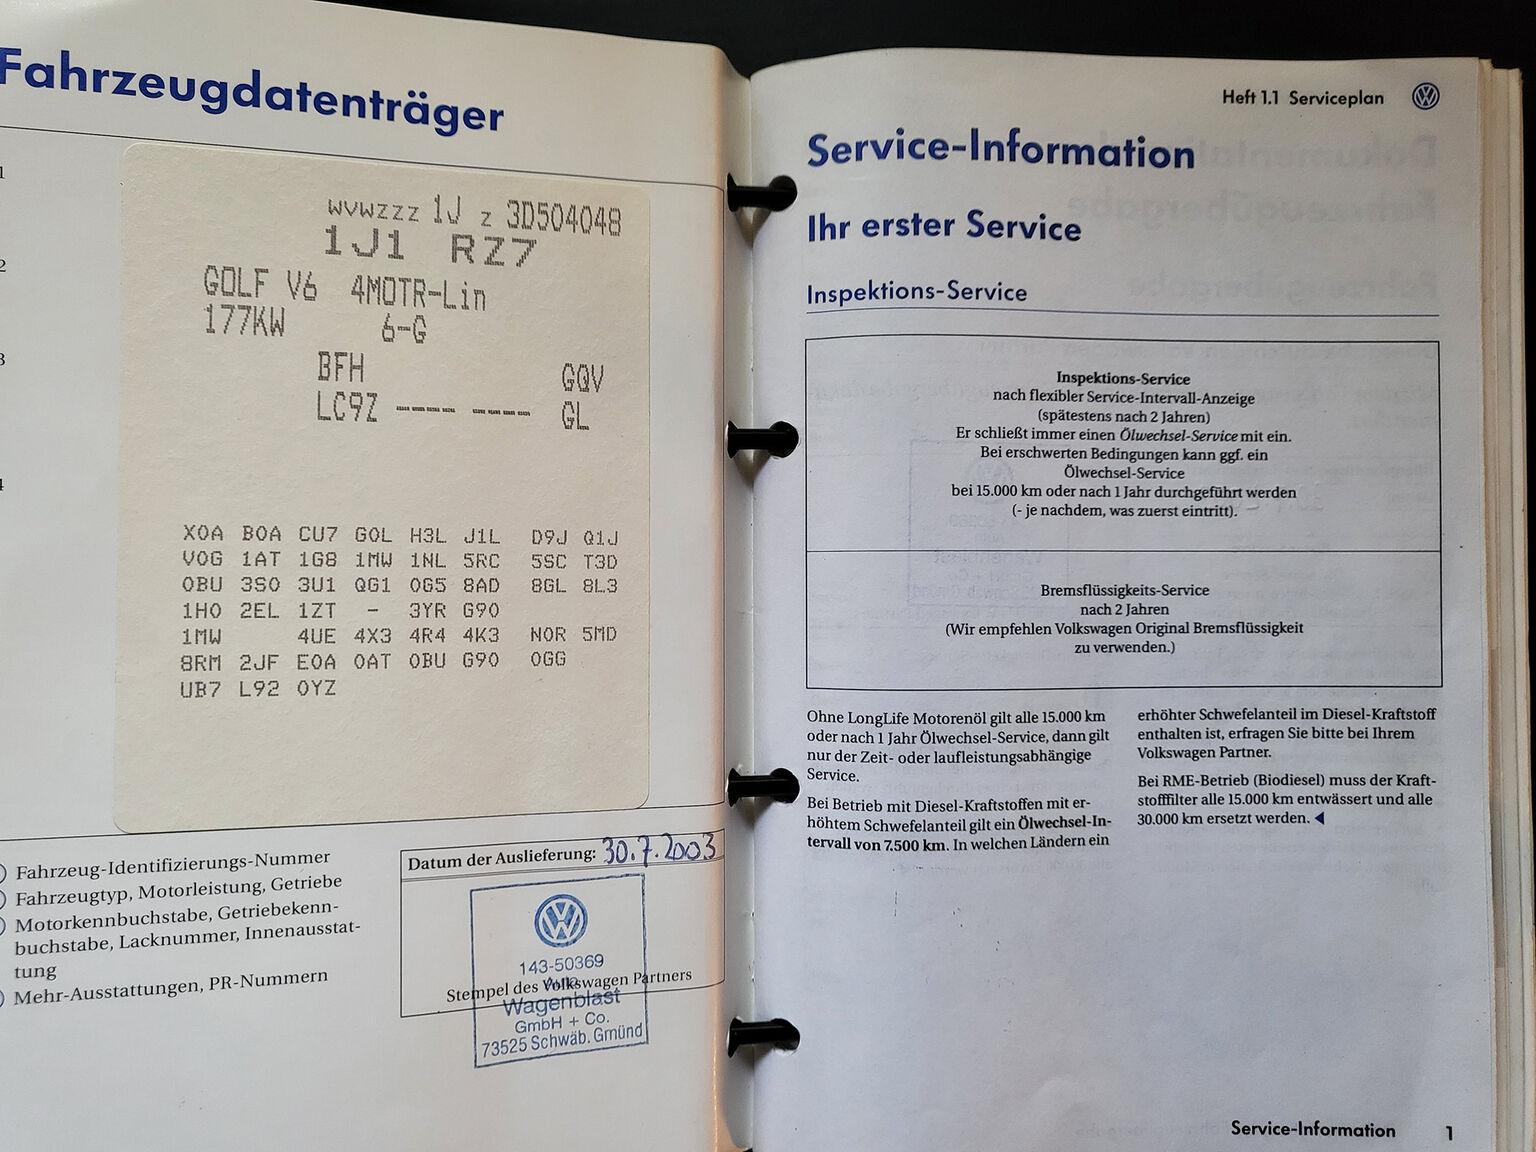 Fahrzeugdatenträger
1
WVWZZZ 1J Z 3D504048
1J1 RZ7
2
GOLF V6 4MOTR-Lin
177KW 6-G
3
BFH GQV
LC9Z ---- ---- GL
4
X0A B0A CU7 G0L H3L J1L D9J Q1J
V0G 1AT 1G8 1MW 1NL 5RC 5SC T3D
0BU 3S0 3U1 QG1 0G5 8AD 8GL 8L3
1H0 2EL 1ZT - 3YR G90
1MW 4UE 4X3 4R4 4K3 N0R 5MD
8RM 2JF E0A 0AT 0BU G90 0GG
UB7 L92 0YZ
Fahrzeug-Identifizierungs-Nummer
Fahrzeugtyp, Motorleistung, Getriebe
Motorkennbuchstabe, Getriebekenn-
buchstabe, Lacknummer, Innenausstat-
tung
Mehr-Ausstattungen, PR-Nummern
Datum der Auslieferung: 30.7.2003
143-50369
Auto
Stempel des Volkswagen Partners
Wagenblast
GmbH + Co.
73525 Schwäb. Gmünd
Heft 1.1 Serviceplan
Service-Information
Ihr erster Service
Inspektions-Service
Inspektions-Service
nach flexibler Service-Intervall-Anzeige
(spätestens nach 2 Jahren)
Er schließt immer einen Ölwechsel-Service mit ein.
Bei erschwerten Bedingungen kann ggf. ein
Ölwechsel-Service
bei 15.000 km oder nach 1 Jahr durchgeführt werden
(- je nachdem, was zuerst eintritt).
Bremsflüssigkeits-Service
nach 2 Jahren
(Wir empfehlen Volkswagen Original Bremsflüssigkeit
zu verwenden.)
Ohne LongLife Motorenöl gilt alle 15.000 km
oder nach 1 Jahr Ölwechsel-Service, dann gilt
nur der Zeit- oder laufleistungsabhängige
Service.
Bei Betrieb mit Diesel-Kraftstoffen mit er-
höhtem Schwefelanteil gilt ein Ölwechsel-In-
tervall von 7.500 km. In welchen Ländern ein
erhöhter Schwefelanteil im Diesel-Kraftstoff
enthalten ist, erfragen Sie bitte bei Ihrem
Volkswagen Partner.
Bei RME-Betrieb (Biodiesel) muss der Kraft-
stofffilter alle 15.000 km entwässert und alle
30.000 km ersetzt werden.
Service-Information 1